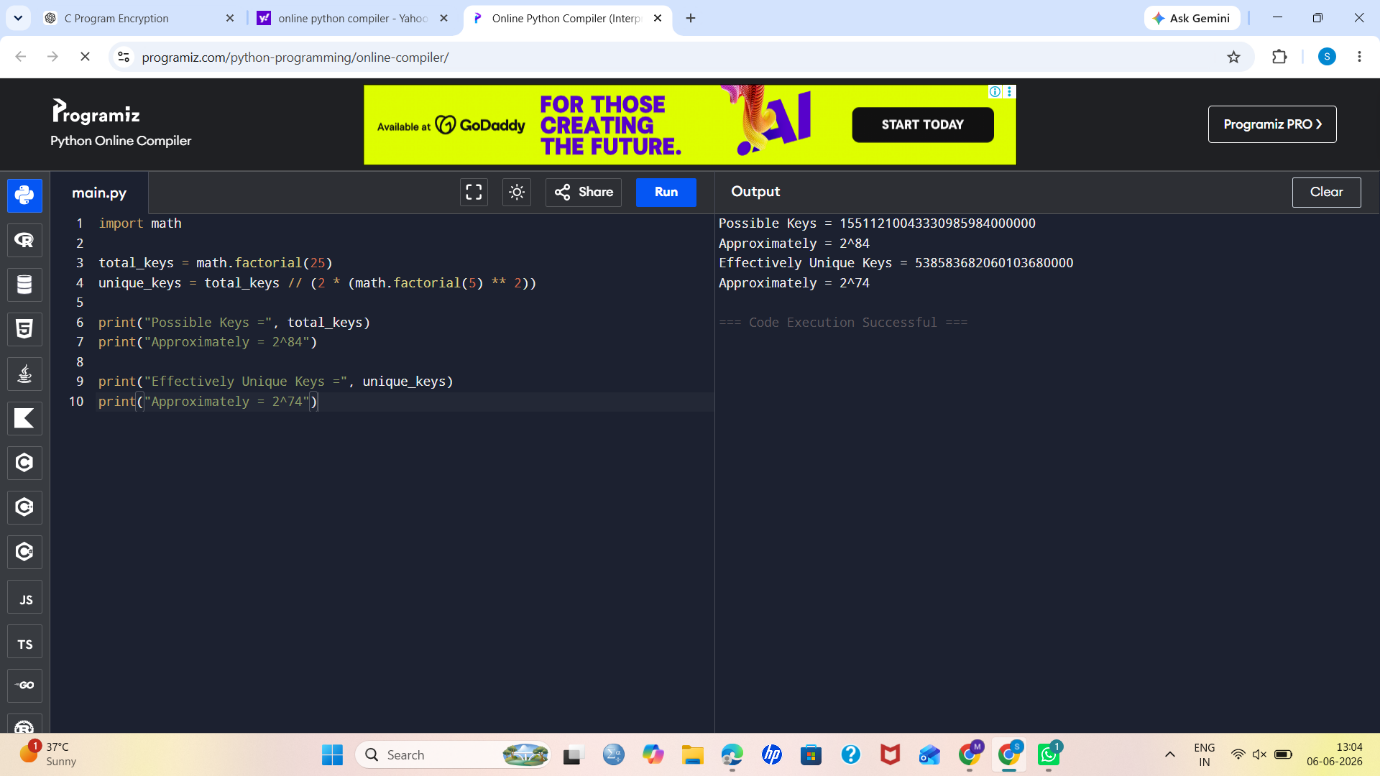 C Program Encryption
online python compiler - Yahoo
Online Python Compiler (Interp
Ask Gemini
programiz.com/python-programming/online-compiler/
S
Programiz
Python Online Compiler
Available at GoDaddy
FOR THOSE
CREATING
THE FUTURE.
AI
START TODAY
Programiz PRO
main.py
Share
Run
Output
Clear
1 import math
2
3 total_keys = math.factorial(25)
4 unique_keys = total_keys // (2 * (math.factorial(5) ** 2))
5
6 print("Possible Keys =", total_keys)
7 print("Approximately = 2^84")
8
9 print("Effectively Unique Keys =", unique_keys)
10 print("Approximately = 2^74")
Possible Keys = 15511210043330985984000000
Approximately = 2^84
Effectively Unique Keys = 538583682060103680000
Approximately = 2^74
=== Code Execution Successful ===
JS
TS
GO
1
37°C
Sunny
Search
hp
M
S
1
ENG
IN
13:04
06-06-2026